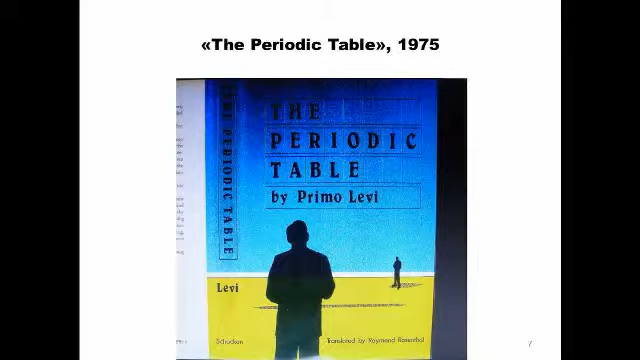 «The Periodic Table», 1975
THE PERIODIC TABLE
Levi
THE
PERIODIC
TABLE
by Primo Levi
Schocken
Translated by Raymond Rosenthal
7